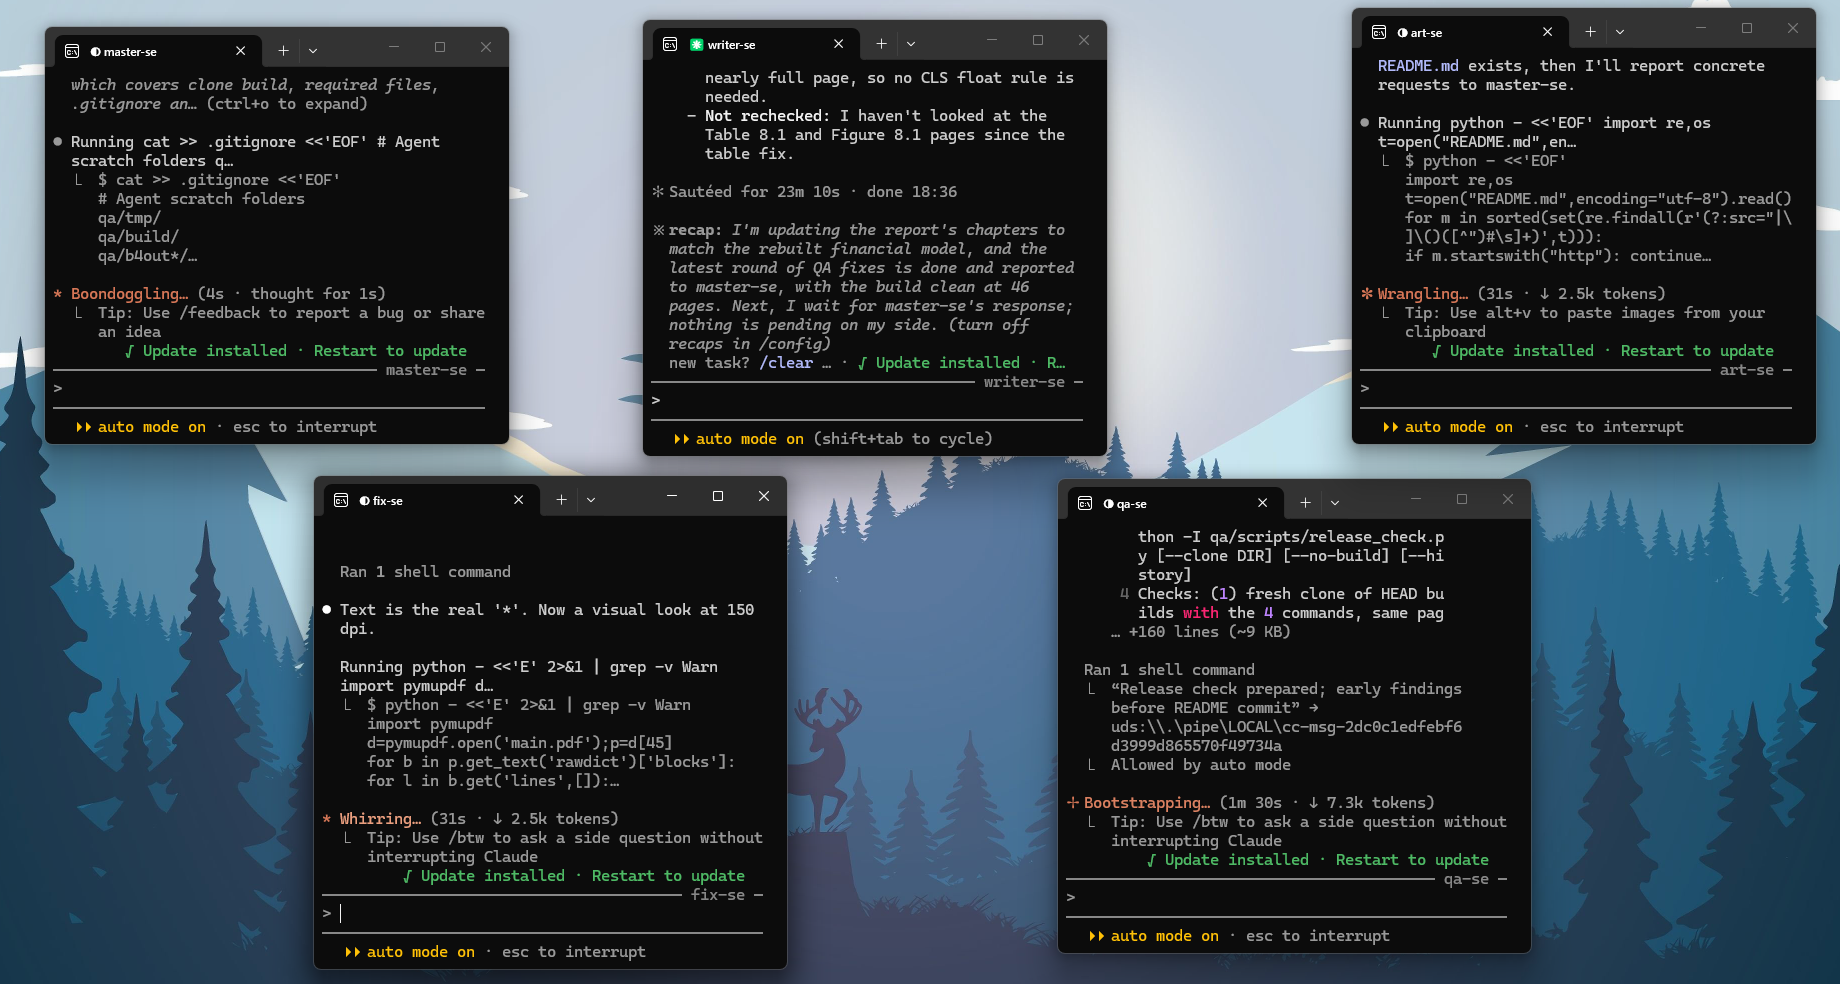 master-se
which covers clone build, required files,
.gitignore an… (ctrl+o to expand)
● Running cat >> .gitignore <<'EOF' # Agent
scratch folders q…
└ $ cat >> .gitignore <<'EOF'
# Agent scratch folders
qa/tmp/
qa/build/
qa/b4out*/…
* Boondoggling… (4s · thought for 1s)
└ Tip: Use /feedback to report a bug or share
an idea
√ Update installed · Restart to update
master-se
>
auto mode on · esc to interrupt
writer-se
nearly full page, so no CLS float rule is
needed.
- Not rechecked: I haven't looked at the
Table 8.1 and Figure 8.1 pages since the
table fix.
✻ Sautéed for 23m 10s · done 18:36
※ recap: I'm updating the report's chapters to
match the rebuilt financial model, and the
latest round of QA fixes is done and reported
to master-se, with the build clean at 46
pages. Next, I wait for master-se's response;
nothing is pending on my side. (turn off
recaps in /config)
new task? /clear … · √ Update installed · R…
writer-se
>
auto mode on (shift+tab to cycle)
art-se
README.md exists, then I'll report concrete
requests to master-se.
● Running python - <<'EOF' import re,os
t=open("README.md",en…
└ $ python - <<'EOF'
import re,os
t=open("README.md",encoding="utf-8").read()
for m in sorted(set(re.findall(r'(?:src="|\
]\()([^")#\s]+)',t))):
if m.startswith("http"): continue…
✻ Wrangling… (31s · ↓ 2.5k tokens)
└ Tip: Use alt+v to paste images from your
clipboard
√ Update installed · Restart to update
art-se
>
auto mode on · esc to interrupt
fix-se
Ran 1 shell command
● Text is the real '*'. Now a visual look at 150
dpi.
Running python - <<'E' 2>&1 | grep -v Warn
import pymupdf d…
└ $ python - <<'E' 2>&1 | grep -v Warn
import pymupdf
d=pymupdf.open('main.pdf');p=d[45]
for b in p.get_text('rawdict')['blocks']:
for l in b.get('lines',[]):…
* Whirring… (31s · ↓ 2.5k tokens)
└ Tip: Use /btw to ask a side question without
interrupting Claude
√ Update installed · Restart to update
fix-se
>
auto mode on · esc to interrupt
qa-se
thon -I qa/scripts/release_check.p
y [--clone DIR] [--no-build] [--hi
story]
4 Checks: (1) fresh clone of HEAD bu
ilds with the 4 commands, same pag
… +160 lines (~9 KB)
Ran 1 shell command
└ “Release check prepared; early findings
before README commit” →
uds:\\.\pipe\LOCAL\cc-msg-2dc0c1edfebf6
d3999d865570f49734a
└ Allowed by auto mode
✢ Bootstrapping… (1m 30s · ↓ 7.3k tokens)
└ Tip: Use /btw to ask a side question without
interrupting Claude
√ Update installed · Restart to update
qa-se
>
auto mode on · esc to interrupt